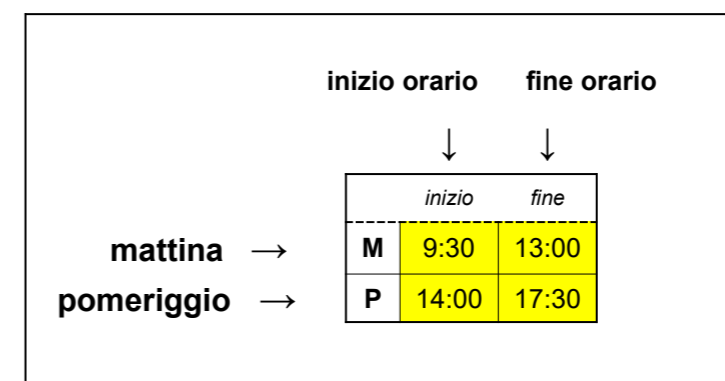 inizio orario fine orario
↓ ↓
inizio fine
mattina → M 9:30 13:00
pomeriggio → P 14:00 17:30